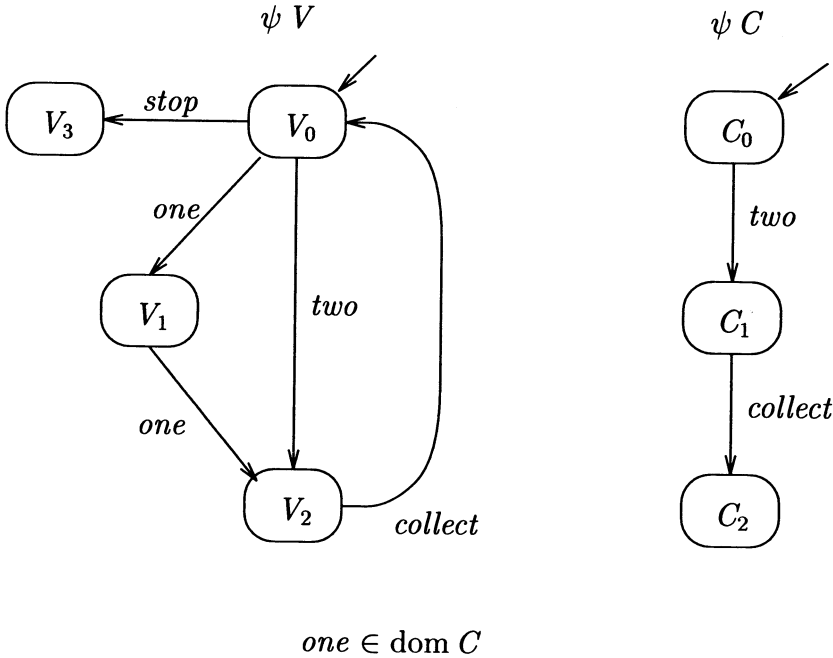 ψ V
ψ C
stop
V₃
V₀
C₀
one
two
two
V₁
C₁
one
collect
V₂
C₂
collect
one ∈ dom C